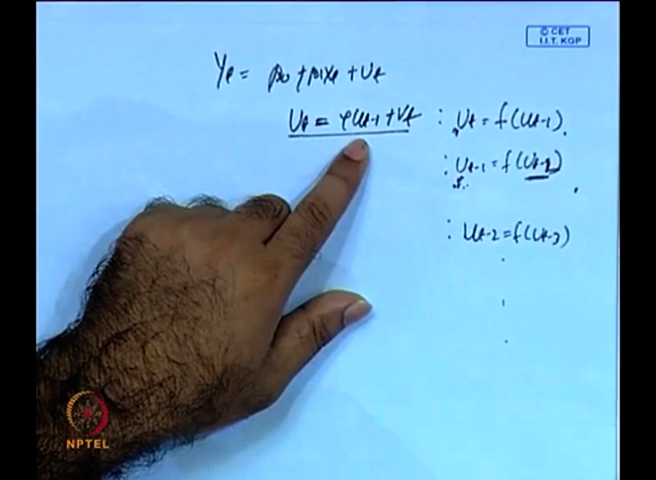 © CET
I.I.T. KGP
Yt = β0 + β1Xt + Ut
Ut = ρUt-1 + Vt : Ut = f(Ut-1)
: Ut-1 = f(Ut-2)
: Ut-2 = f(Ut-3)
NPTEL